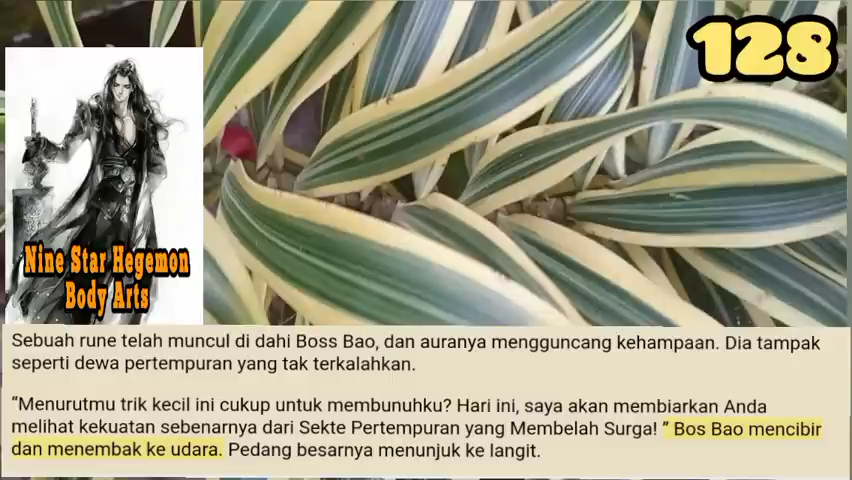 128
Nine Star Hegemon
Body Arts
Sebuah rune telah muncul di dahi Boss Bao, dan auranya mengguncang kehampaan. Dia tampak
seperti dewa pertempuran yang tak terkalahkan.
“Menurutmu trik kecil ini cukup untuk membunuhku? Hari ini, saya akan membiarkan Anda
melihat kekuatan sebenarnya dari Sekte Pertempuran yang Membelah Surga! ” Bos Bao mencibir
dan menembak ke udara. Pedang besarnya menunjuk ke langit.